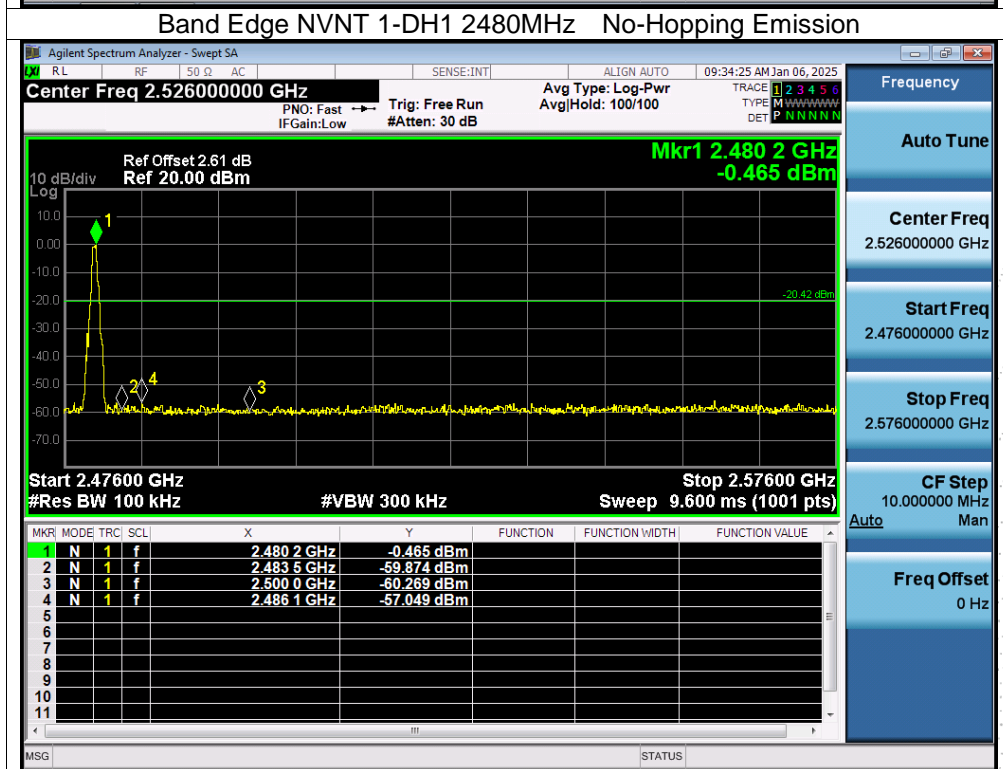 Band Edge NVNT 1-DH1 2480MHz No-Hopping Emission
Agilent Spectrum Analyzer - Swept SA
LXI RL RF 50 Ω AC SENSE:INT ALIGN AUTO 09:34:25 AM Jan 06, 2025
Center Freq 2.526000000 GHz
PNO: Fast
IFGain:Low
Trig: Free Run
#Atten: 30 dB
Avg Type: Log-Pwr
Avg|Hold: 100/100
TRACE 1 2 3 4 5 6
TYPE M WWWWW
DET P N N N N N
Frequency
Auto Tune
Center Freq
2.526000000 GHz
Start Freq
2.476000000 GHz
Stop Freq
2.576000000 GHz
CF Step
10.000000 MHz
Auto Man
Freq Offset
0 Hz
Ref Offset 2.61 dB
10 dB/div Ref 20.00 dBm
Log
Mkr1 2.480 2 GHz
-0.465 dBm
10.0
0.00
-10.0
-20.0
-30.0
-40.0
-50.0
-60.0
-70.0
-20.42 dBm
1
2
4
3
Start 2.47600 GHz Stop 2.57600 GHz
#Res BW 100 kHz #VBW 300 kHz Sweep 9.600 ms (1001 pts)
MKR MODE TRC SCL X Y FUNCTION FUNCTION WIDTH FUNCTION VALUE
1 N 1 f 2.480 2 GHz -0.465 dBm
2 N 1 f 2.483 5 GHz -59.874 dBm
3 N 1 f 2.500 0 GHz -60.269 dBm
4 N 1 f 2.486 1 GHz -57.049 dBm
5
6
7
8
9
10
11
MSG STATUS